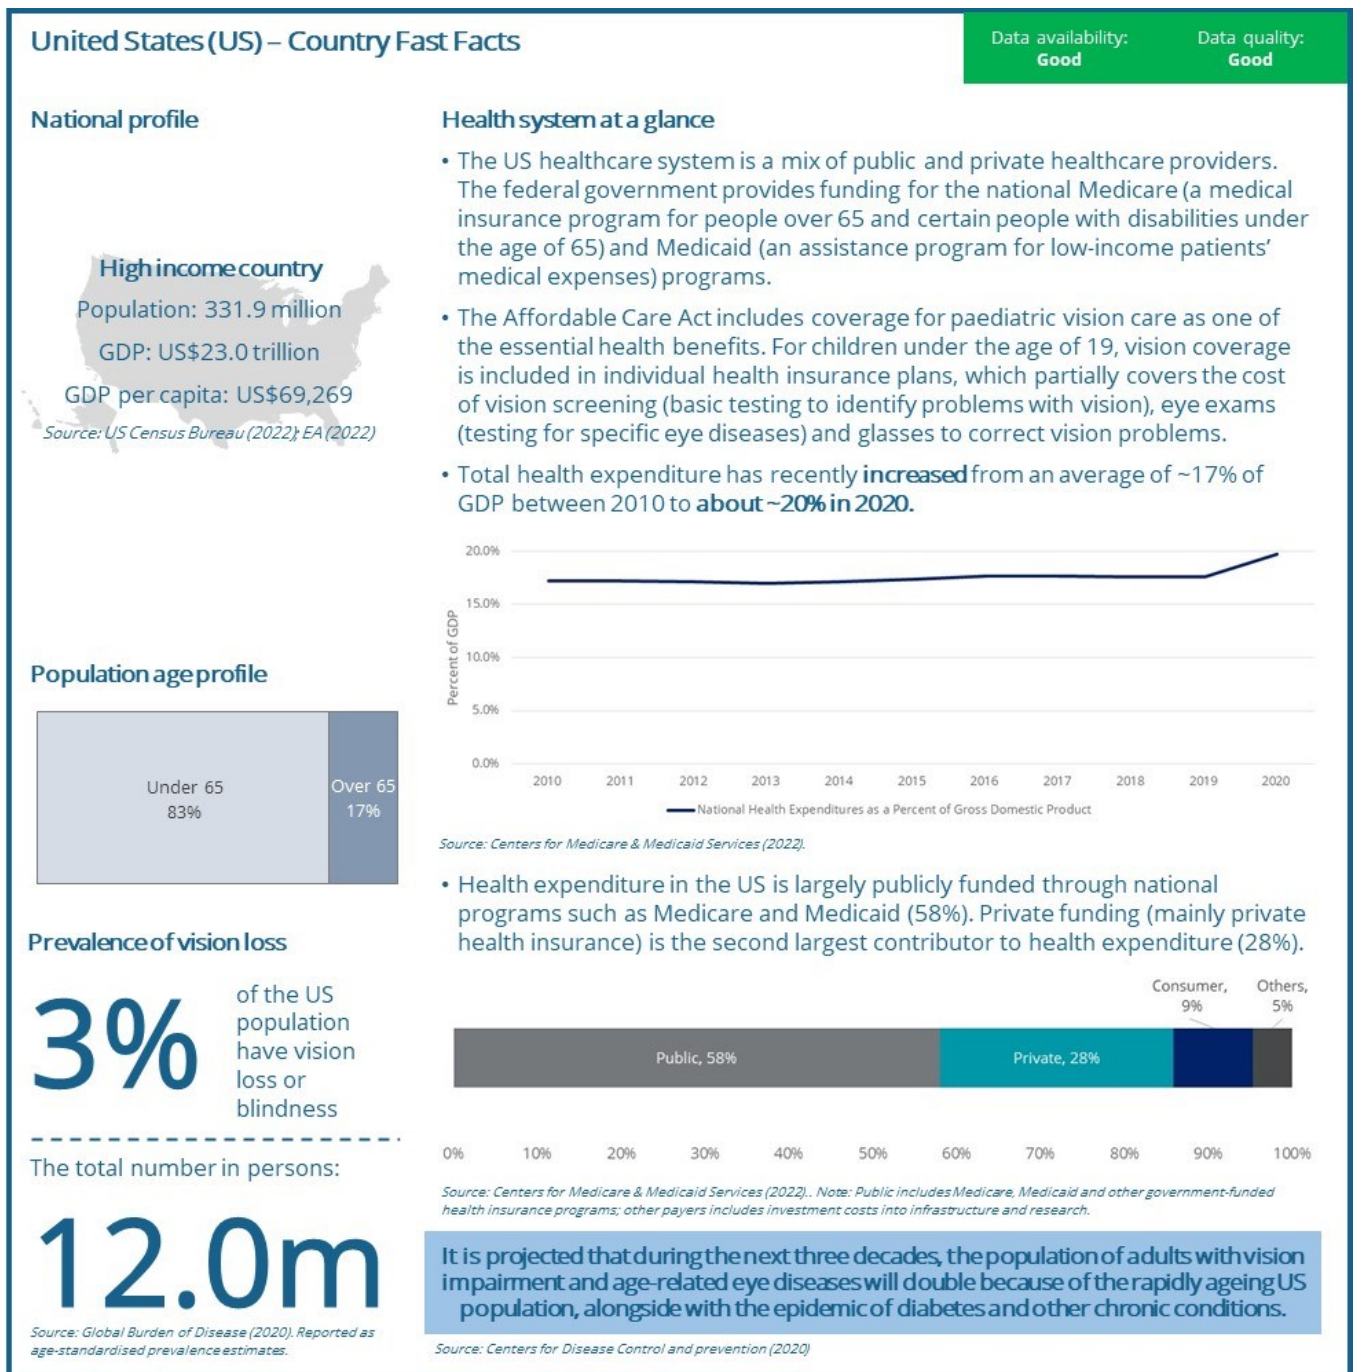 United States (US) – Country Fast Facts
Data availability:
Good
Data quality:
Good
National profile
High income country
Population: 331.9 million
GDP: US$23.0 trillion
GDP per capita: US$69,269
Source: US Census Bureau (2022); EA (2022)
Population age profile
Under 65
83%
Over 65
17%
Prevalence of vision loss
3%
of the US
population
have vision
loss or
blindness
The total number in persons:
12.0m
Source: Global Burden of Disease (2020). Reported as
age-standardised prevalence estimates.
Health system at a glance
• The US healthcare system is a mix of public and private healthcare providers.
The federal government provides funding for the national Medicare (a medical
insurance program for people over 65 and certain people with disabilities under
the age of 65) and Medicaid (an assistance program for low-income patients’
medical expenses) programs.
• The Affordable Care Act includes coverage for paediatric vision care as one of
the essential health benefits. For children under the age of 19, vision coverage
is included in individual health insurance plans, which partially covers the cost
of vision screening (basic testing to identify problems with vision), eye exams
(testing for specific eye diseases) and glasses to correct vision problems.
• Total health expenditure has recently increased from an average of ~17% of
GDP between 2010 to about ~20% in 2020.
20.0%
15.0%
10.0%
5.0%
0.0%
Percent of GDP
2010 2011 2012 2013 2014 2015 2016 2017 2018 2019 2020
National Health Expenditures as a Percent of Gross Domestic Product
Source: Centers for Medicare & Medicaid Services (2022).
• Health expenditure in the US is largely publicly funded through national
programs such as Medicare and Medicaid (58%). Private funding (mainly private
health insurance) is the second largest contributor to health expenditure (28%).
Consumer,
9%
Others,
5%
Public, 58%
Private, 28%
0% 10% 20% 30% 40% 50% 60% 70% 80% 90% 100%
Source: Centers for Medicare & Medicaid Services (2022).. Note: Public includes Medicare, Medicaid and other government-funded
health insurance programs; other payers includes investment costs into infrastructure and research.
It is projected that during the next three decades, the population of adults with vision
impairment and age-related eye diseases will double because of the rapidly ageing US
population, alongside with the epidemic of diabetes and other chronic conditions.
Source: Centers for Disease Control and prevention (2020)